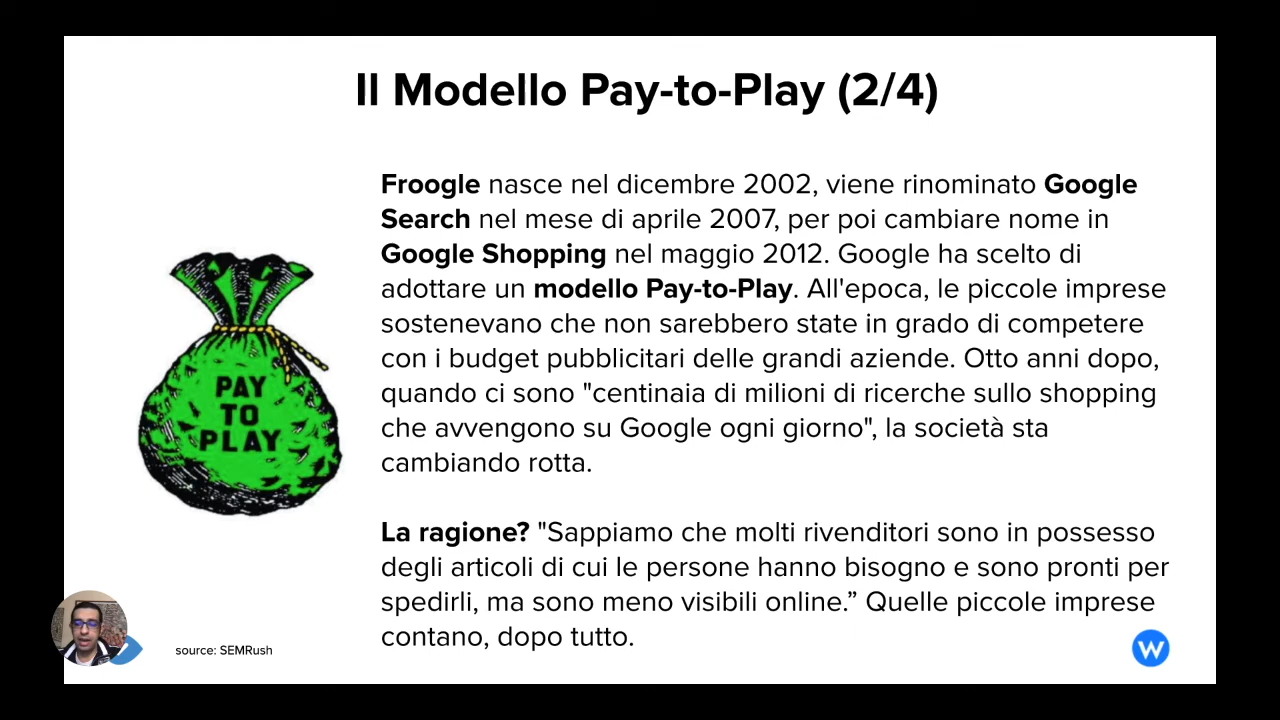 Il Modello Pay-to-Play (2/4)
Froogle nasce nel dicembre 2002, viene rinominato Google
Search nel mese di aprile 2007, per poi cambiare nome in
Google Shopping nel maggio 2012. Google ha scelto di
adottare un modello Pay-to-Play. All'epoca, le piccole imprese
sostenevano che non sarebbero state in grado di competere
con i budget pubblicitari delle grandi aziende. Otto anni dopo,
quando ci sono "centinaia di milioni di ricerche sullo shopping
che avvengono su Google ogni giorno", la società sta
cambiando rotta.
La ragione? "Sappiamo che molti rivenditori sono in possesso
degli articoli di cui le persone hanno bisogno e sono pronti per
spedirli, ma sono meno visibili online.” Quelle piccole imprese
contano, dopo tutto.
PAY
TO
PLAY
source: SEMRush
W